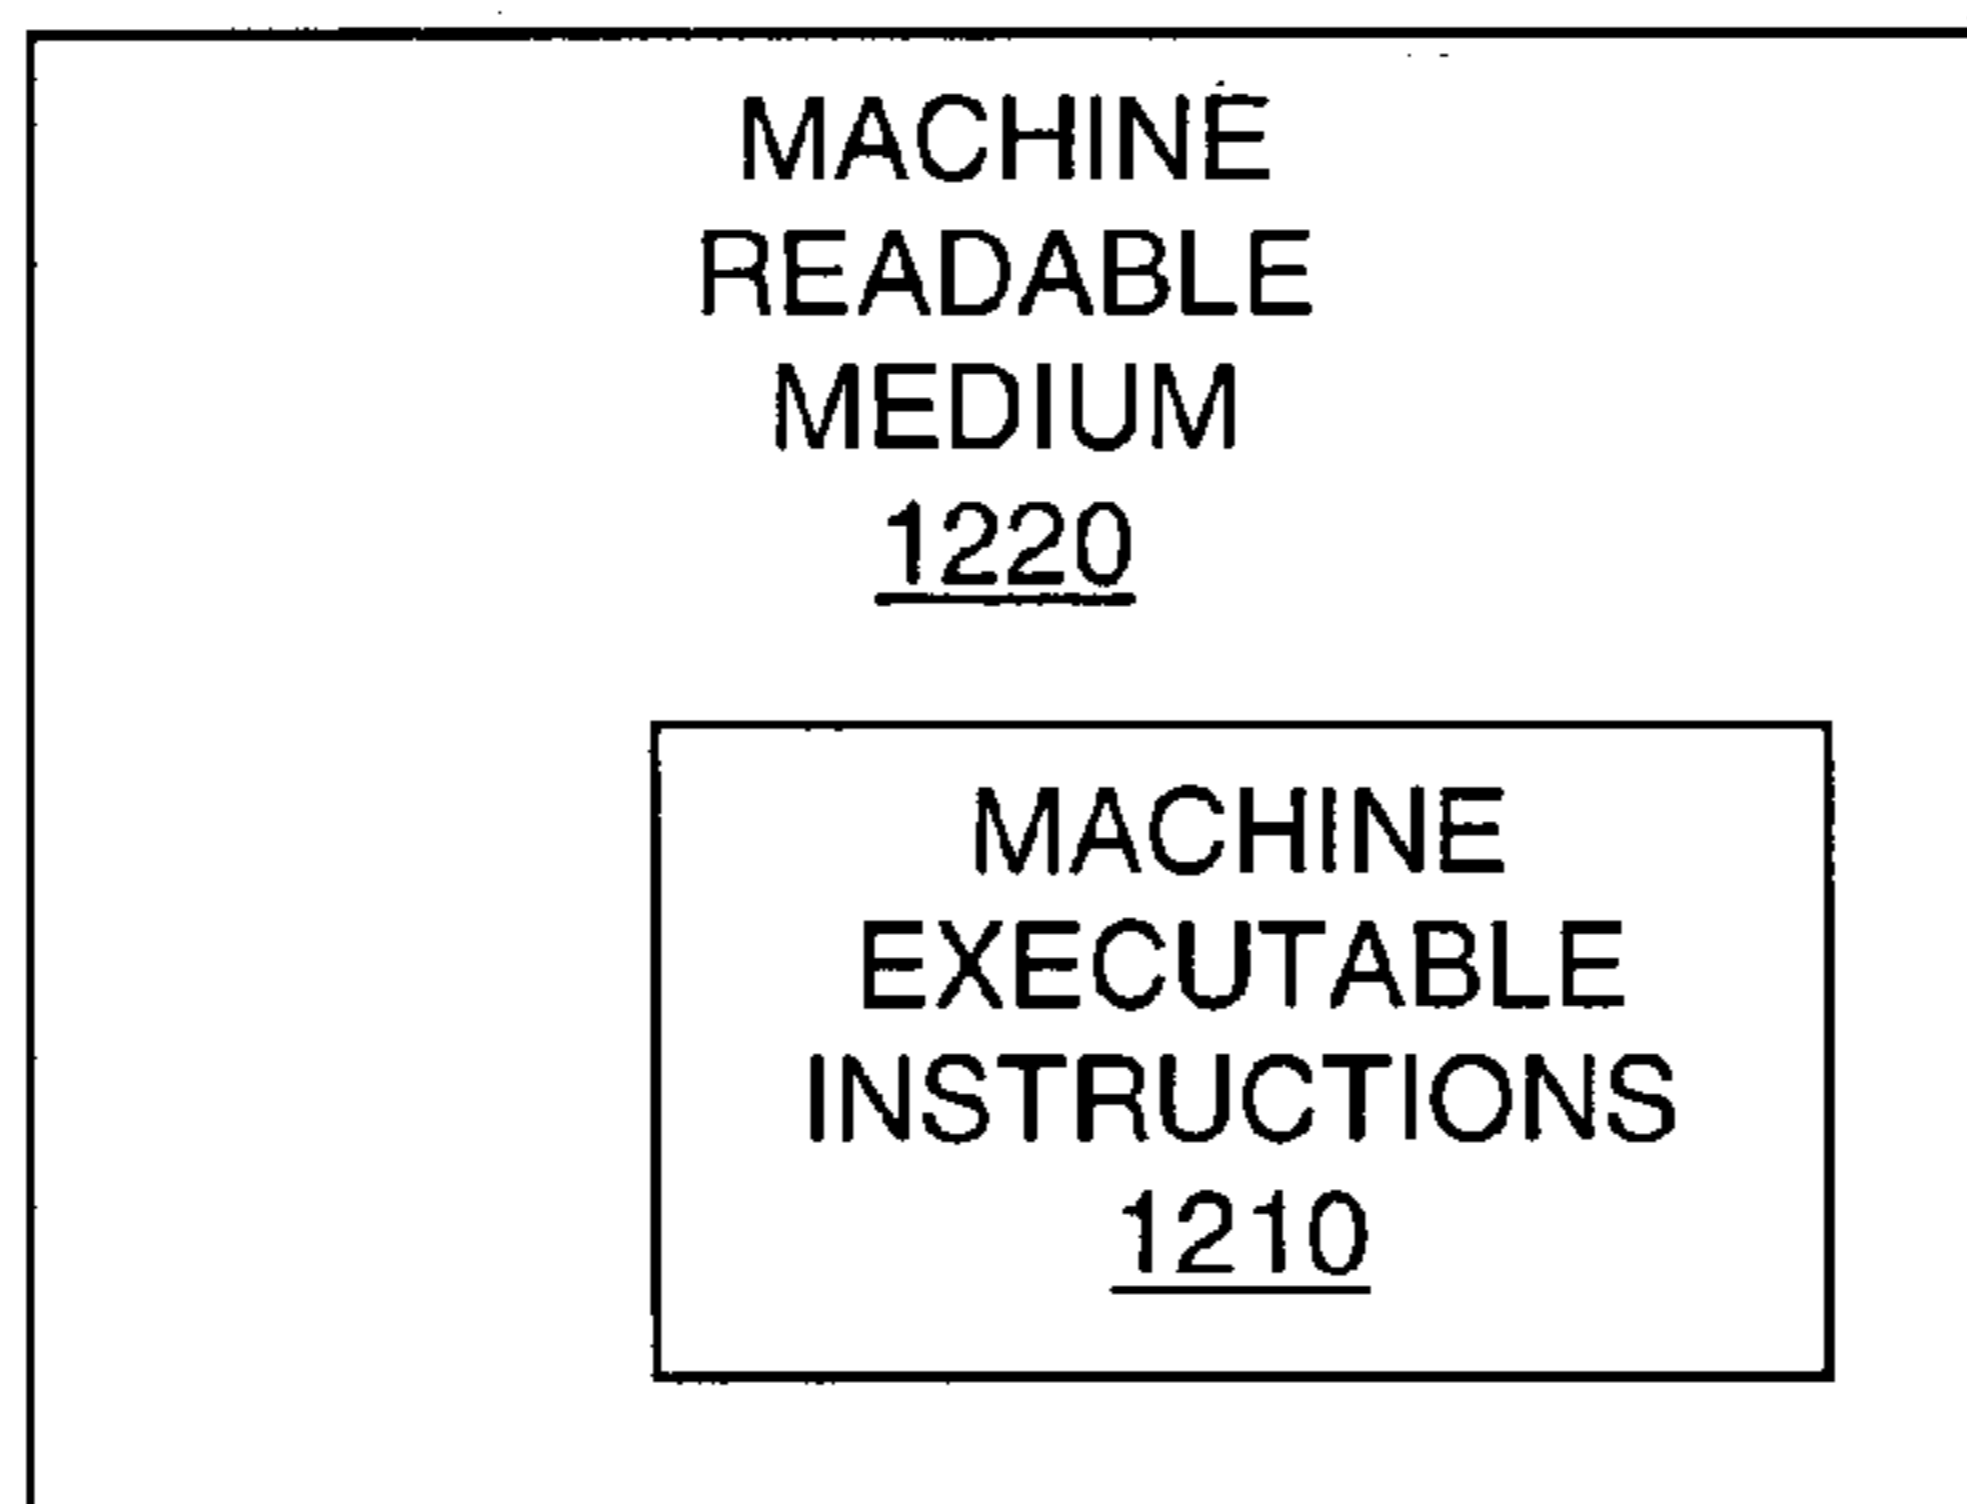 MACHINE
READABLE
MEDIUM
1220
MACHINE
EXECUTABLE
INSTRUCTIONS
1210